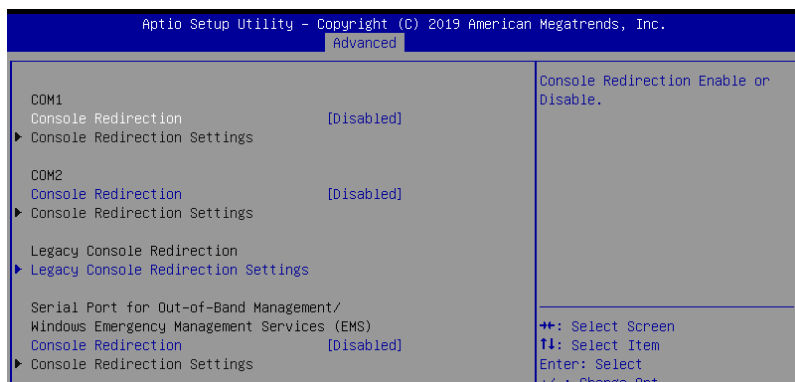 Aptio Setup Utility – Copyright (C) 2019 American Megatrends, Inc.
Advanced
COM1
Console Redirection [Disabled]
▶ Console Redirection Settings
COM2
Console Redirection [Disabled]
▶ Console Redirection Settings
Legacy Console Redirection
▶ Legacy Console Redirection Settings
Serial Port for Out-of-Band Management/
Windows Emergency Management Services (EMS)
Console Redirection [Disabled]
▶ Console Redirection Settings
Console Redirection Enable or
Disable.
→←: Select Screen
↑↓: Select Item
Enter: Select
+/-: Change Opt.